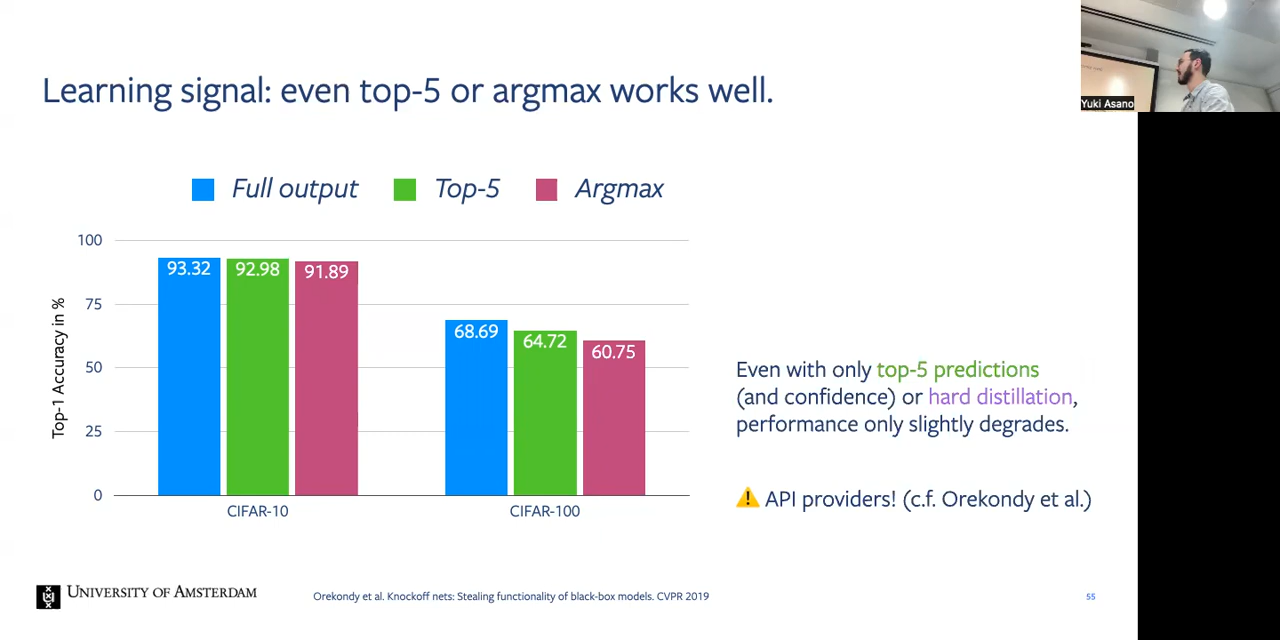 Yuki Asano
Learning signal: even top-5 or argmax works well.
Full output
Top-5
Argmax
Top-1 Accuracy in %
100
75
50
25
0
93.32
92.98
91.89
68.69
64.72
60.75
CIFAR-10
CIFAR-100
Even with only top-5 predictions
(and confidence) or hard distillation,
performance only slightly degrades.
API providers! (c.f. Orekondy et al.)
UNIVERSITY OF AMSTERDAM
Orekondy et al. Knockoff nets: Stealing functionality of black-box models. CVPR 2019
55